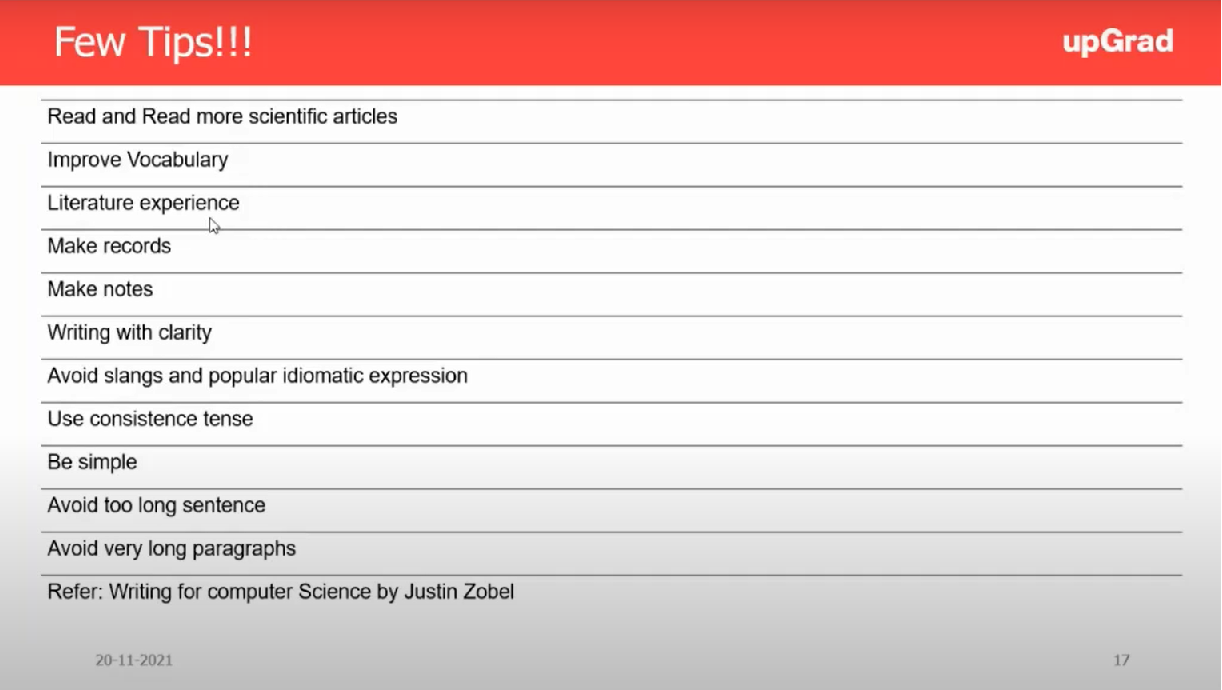 Few Tips!!!
upGrad
Read and Read more scientific articles
Improve Vocabulary
Literature experience
Make records
Make notes
Writing with clarity
Avoid slangs and popular idiomatic expression
Use consistence tense
Be simple
Avoid too long sentence
Avoid very long paragraphs
Refer: Writing for computer Science by Justin Zobel
20-11-2021
17